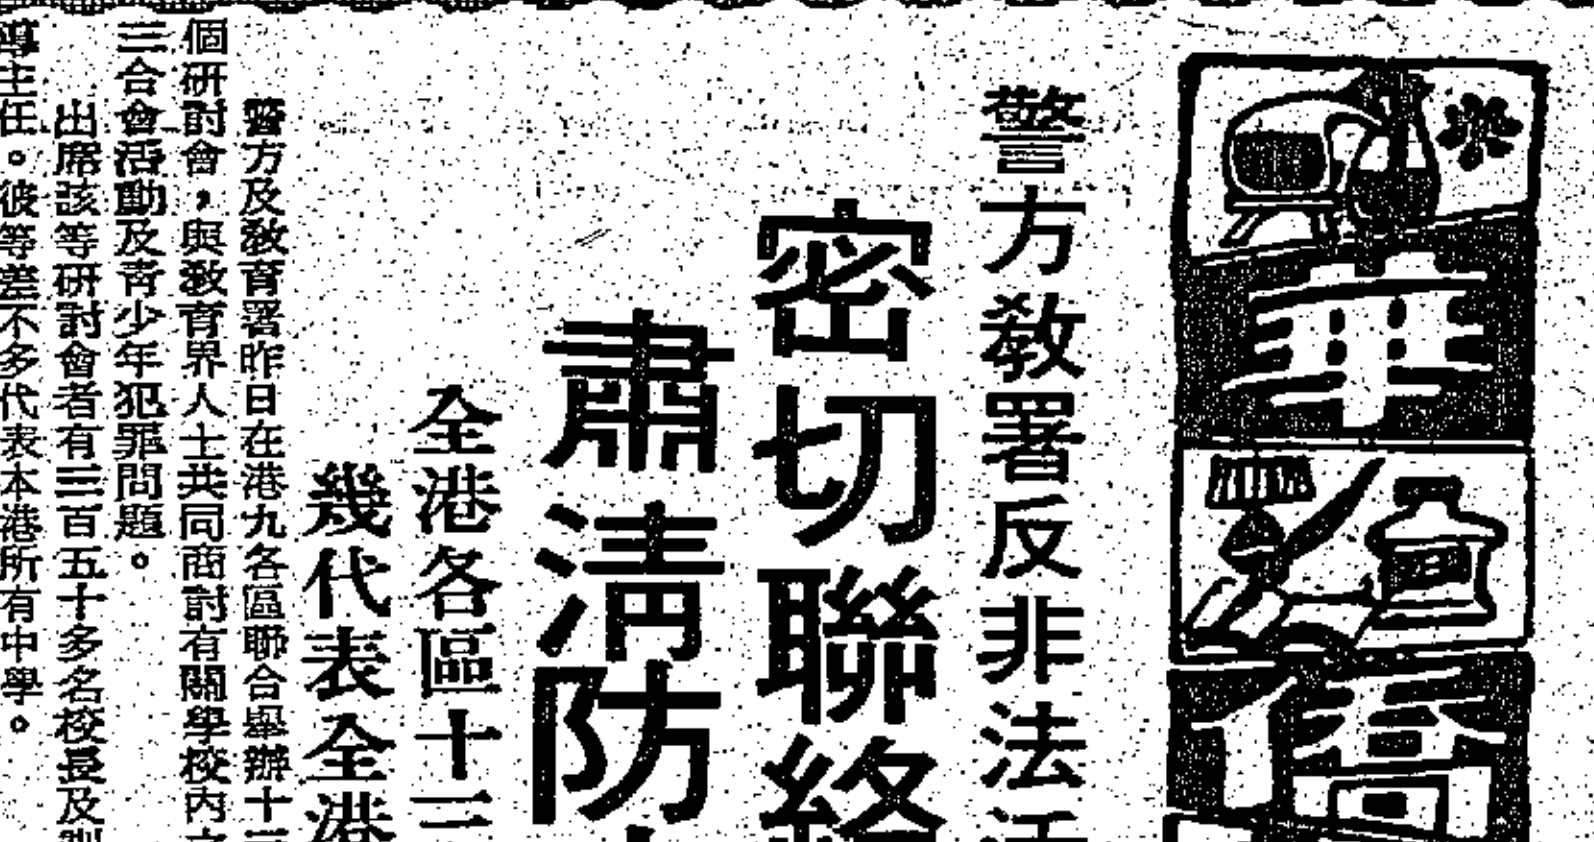 華僑
警方教署反非法活
密切聯絡
肅清防
全港各區十三
幾代表全港
警方及教育署昨日在港九各區聯合舉辦十三
個研討會，與教育界人士共同商討有關學校內之
三合會活動及青少年犯罪問題。
出席該等研討會者有三百五十多名校長及訓
導主任。彼等差不多代表本港所有中學。